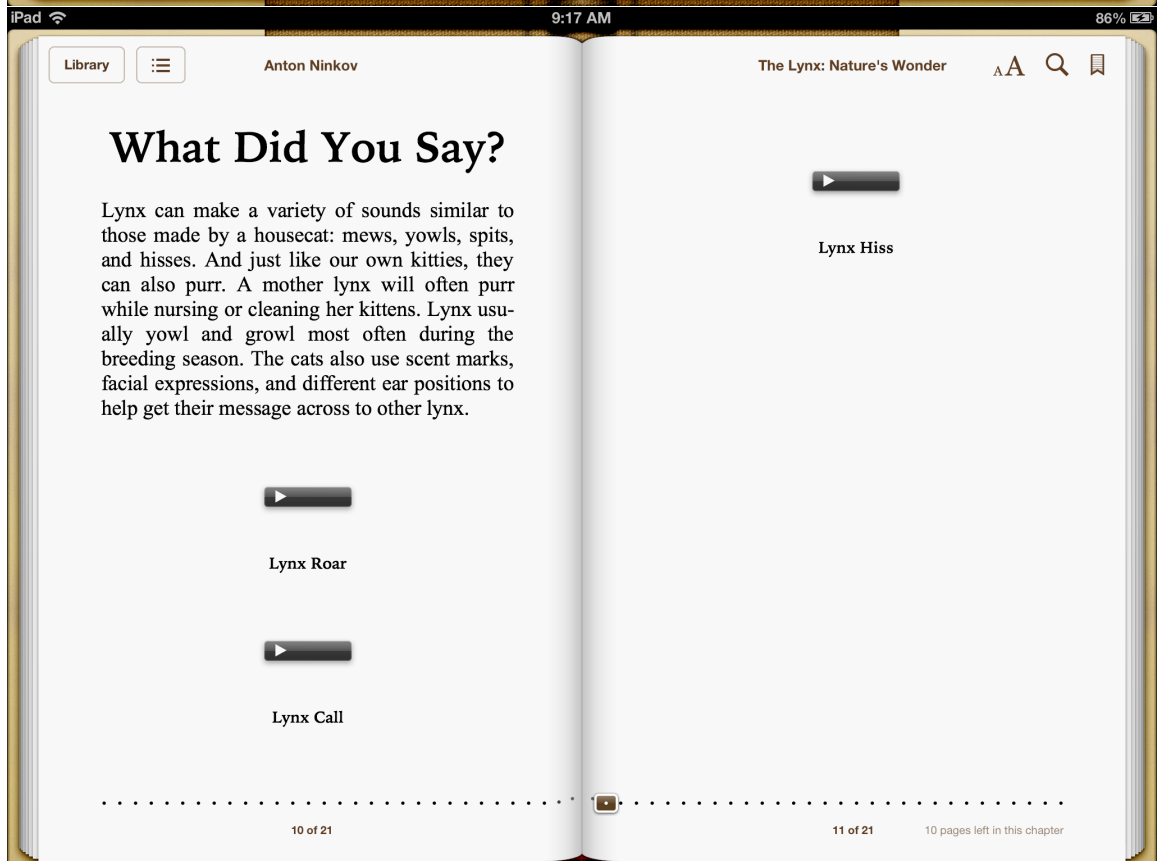 iPad 9:17 AM 86%
Library Anton Ninkov The Lynx: Nature's Wonder AA
What Did You Say?
Lynx can make a variety of sounds similar to
those made by a housecat: mews, yowls, spits,
and hisses. And just like our own kitties, they
can also purr. A mother lynx will often purr
while nursing or cleaning her kittens. Lynx usu-
ally yowl and growl most often during the
breeding season. The cats also use scent marks,
facial expressions, and different ear positions to
help get their message across to other lynx.
Lynx Roar
Lynx Call
Lynx Hiss
10 of 21 11 of 21 10 pages left in this chapter